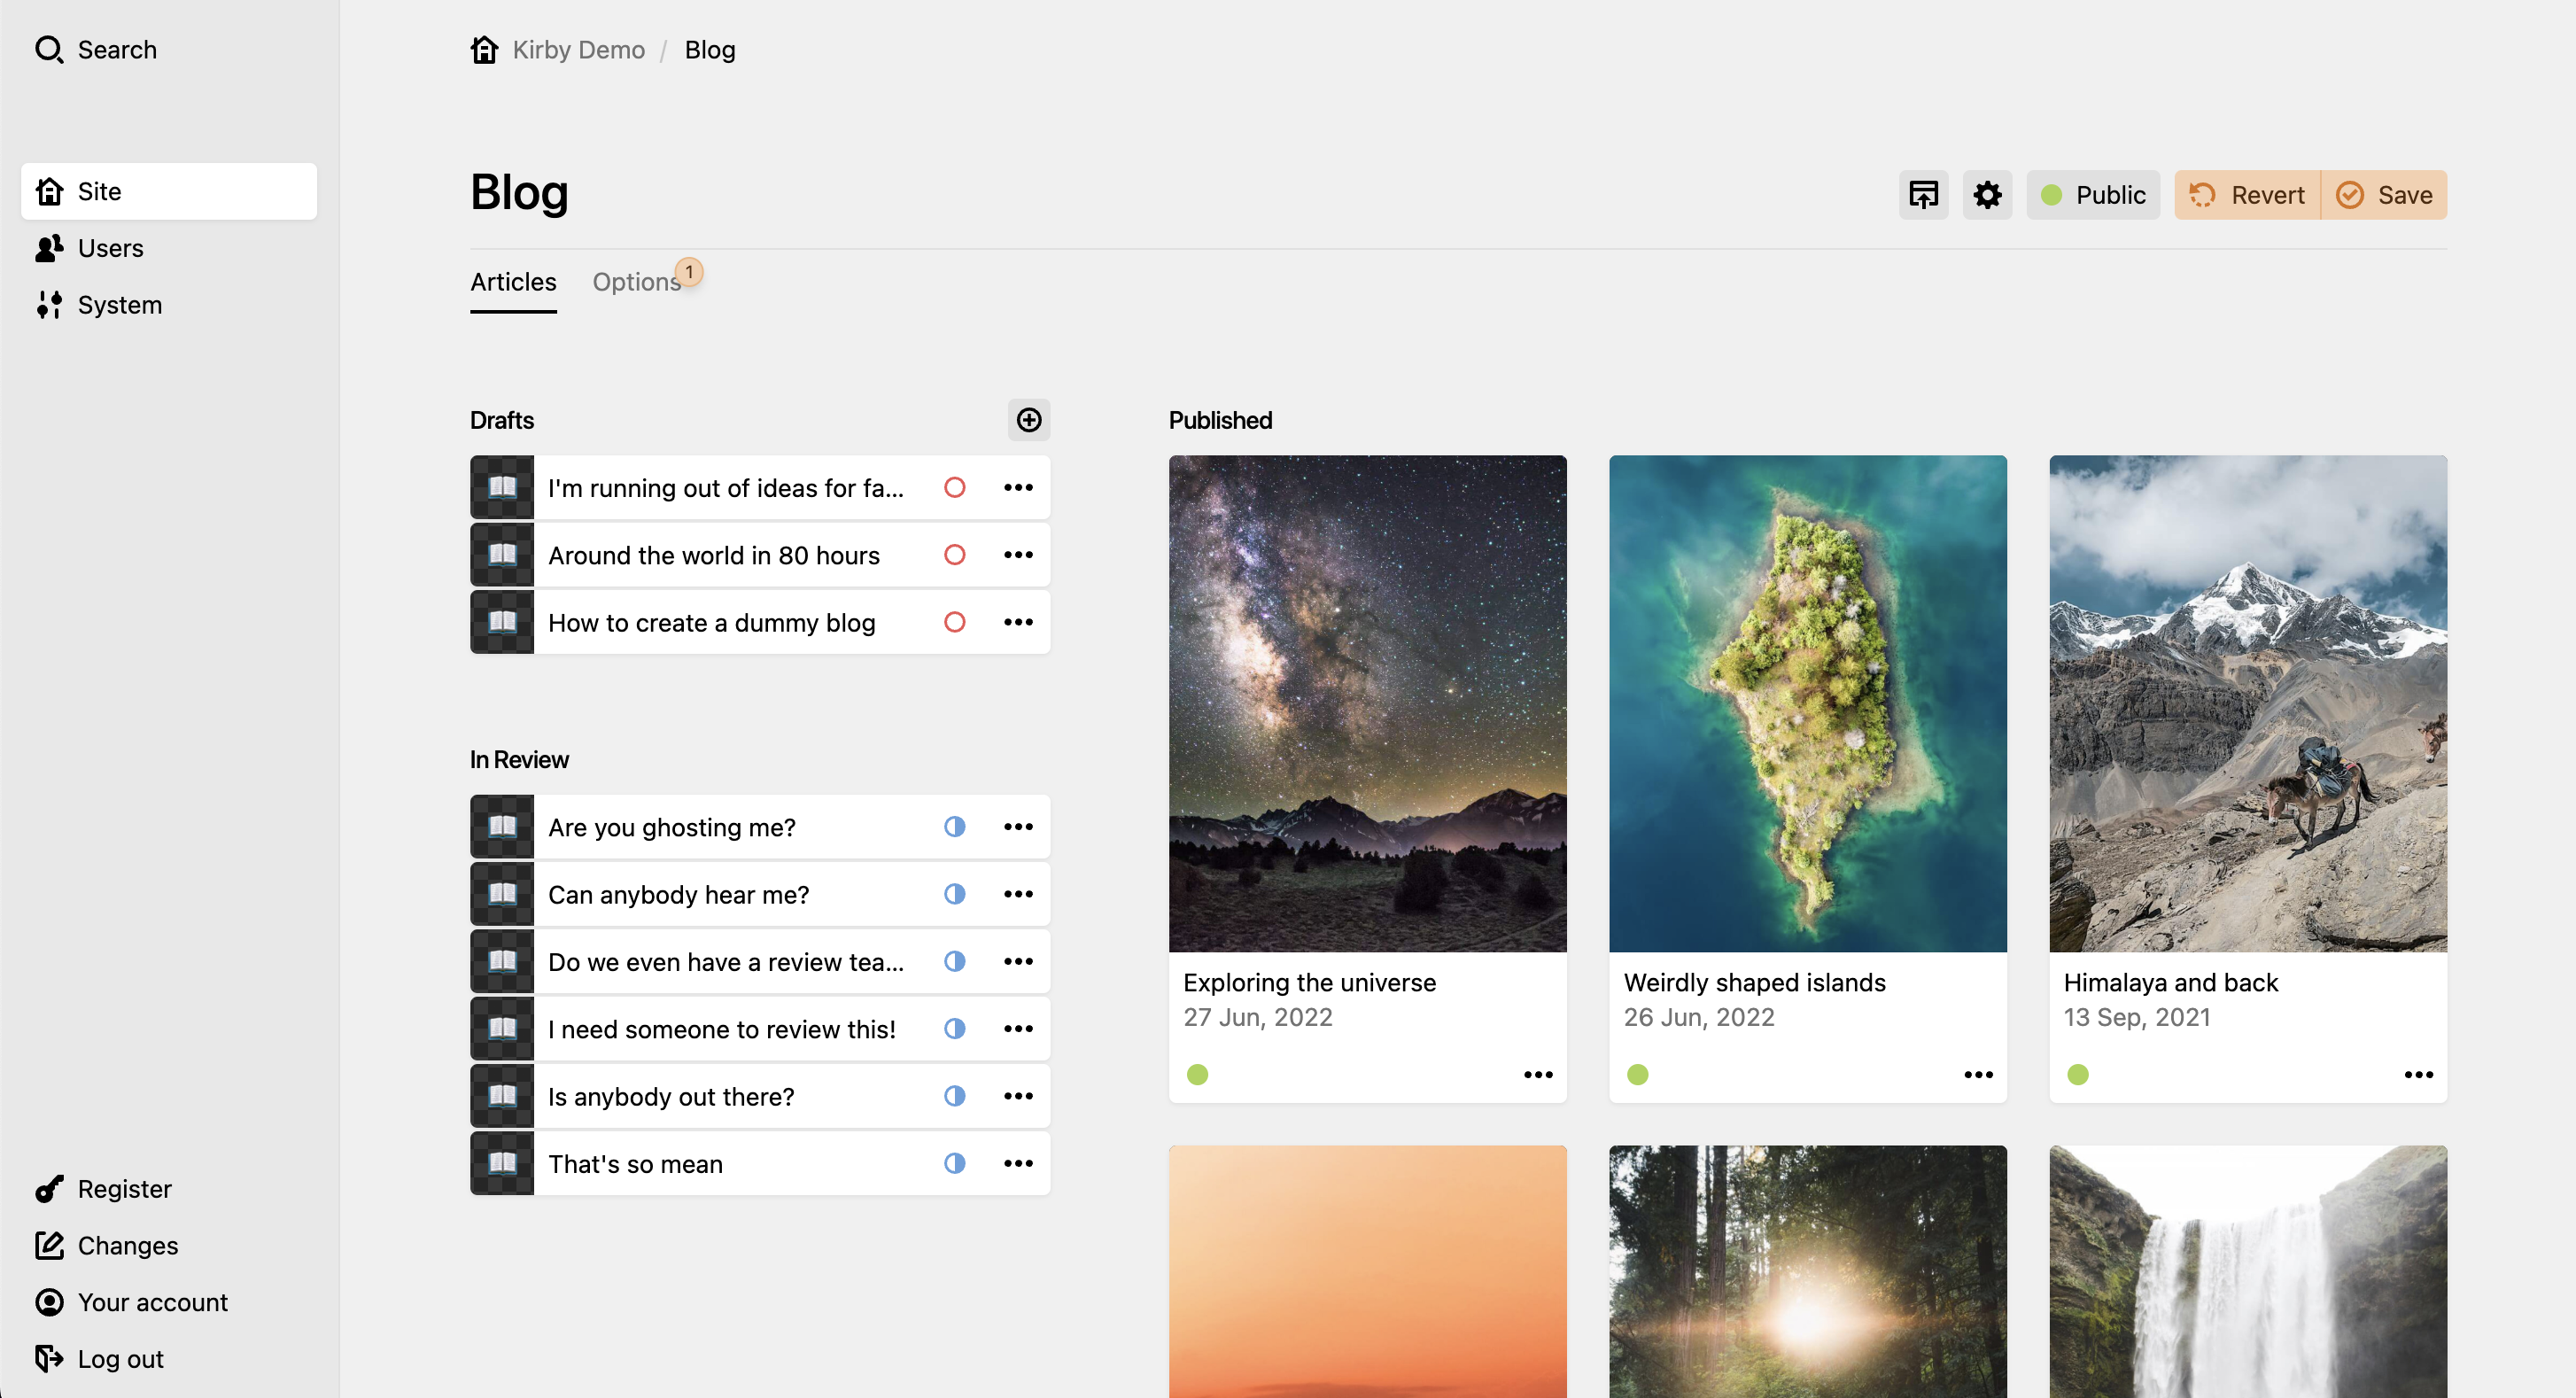 Search
Site
Users
System
Register
Changes
Your account
Log out
Kirby Demo / Blog
Blog
Public
Revert
Save
Articles
Options
1
Drafts
I'm running out of ideas for fa...
Around the world in 80 hours
How to create a dummy blog
In Review
Are you ghosting me?
Can anybody hear me?
Do we even have a review tea...
I need someone to review this!
Is anybody out there?
That's so mean
Published
Exploring the universe
27 Jun, 2022
Weirdly shaped islands
26 Jun, 2022
Himalaya and back
13 Sep, 2021